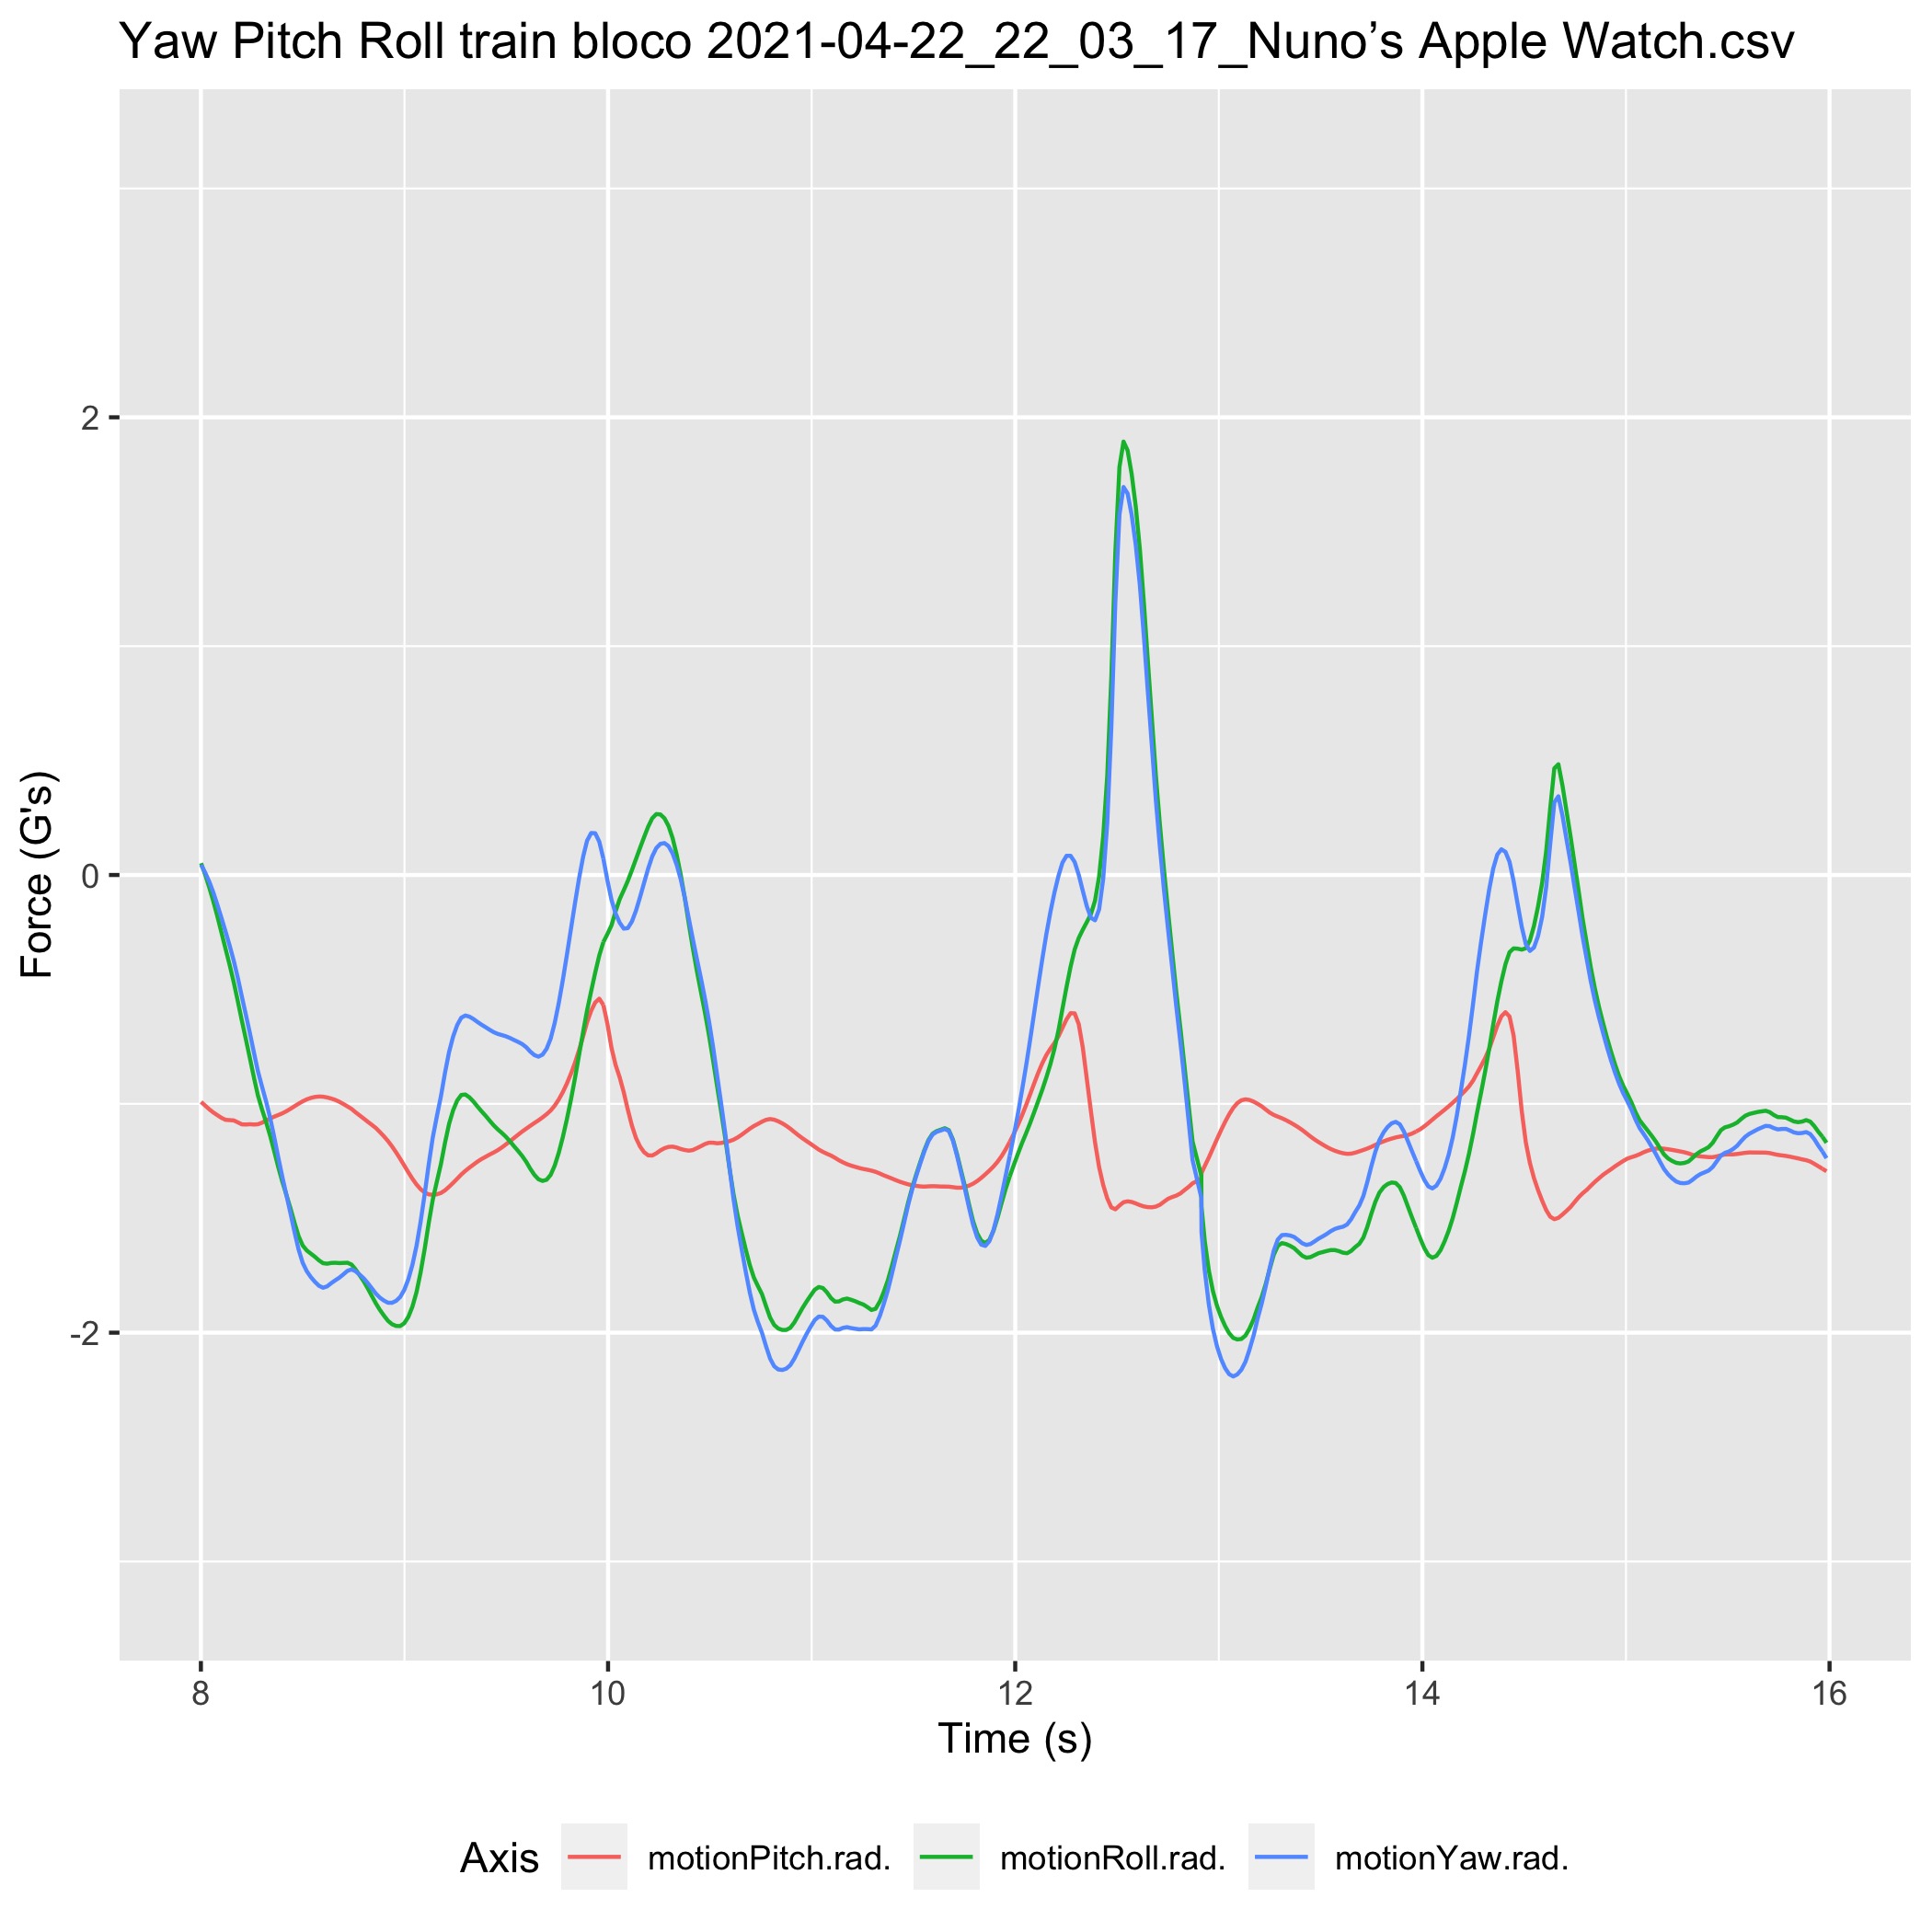 Yaw Pitch Roll train bloco 2021-04-22_22_03_17_Nuno’s Apple Watch.csv
Force (G's)
2
0
-2
8 10 12 14 16
Time (s)
Axis motionPitch.rad. motionRoll.rad. motionYaw.rad.